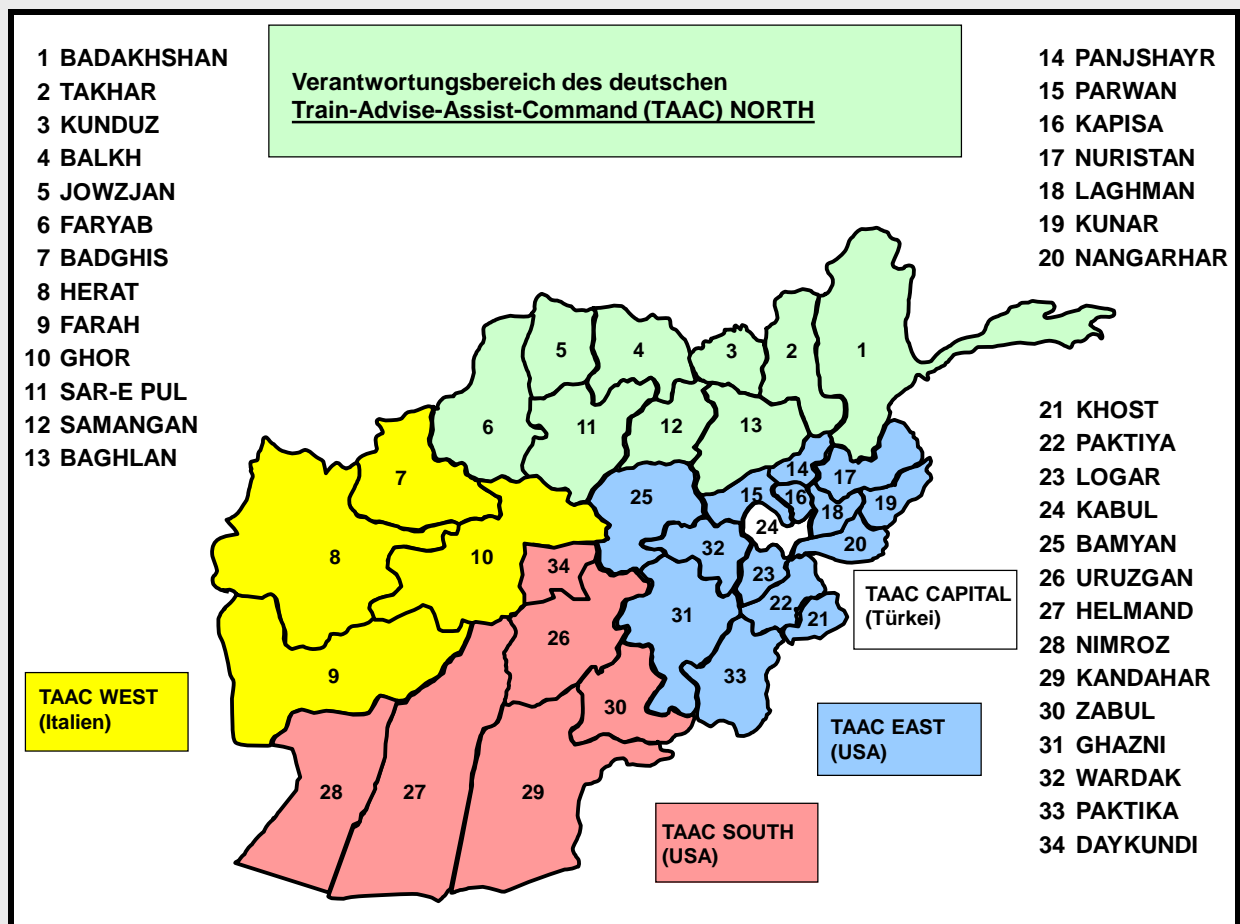 1 BADAKHSHAN
2 TAKHAR
3 KUNDUZ
4 BALKH
5 JOWZJAN
6 FARYAB
7 BADGHIS
8 HERAT
9 FARAH
10 GHOR
11 SAR-E PUL
12 SAMANGAN
13 BAGHLAN
Verantwortungsbereich des deutschen
Train-Advise-Assist-Command (TAAC) NORTH
14 PANJSHAYR
15 PARWAN
16 KAPISA
17 NURISTAN
18 LAGHMAN
19 KUNAR
20 NANGARHAR
21 KHOST
22 PAKTIYA
23 LOGAR
24 KABUL
25 BAMYAN
26 URUZGAN
27 HELMAND
28 NIMROZ
29 KANDAHAR
30 ZABUL
31 GHAZNI
32 WARDAK
33 PAKTIKA
34 DAYKUNDI
5
4
3
2
1
6
11
12
13
7
25
14
17
15
16
18
19
24
20
8
10
34
32
23
22
21
31
26
9
33
30
28
27
29
TAAC CAPITAL
(Türkei)
TAAC WEST
(Italien)
TAAC EAST
(USA)
TAAC SOUTH
(USA)